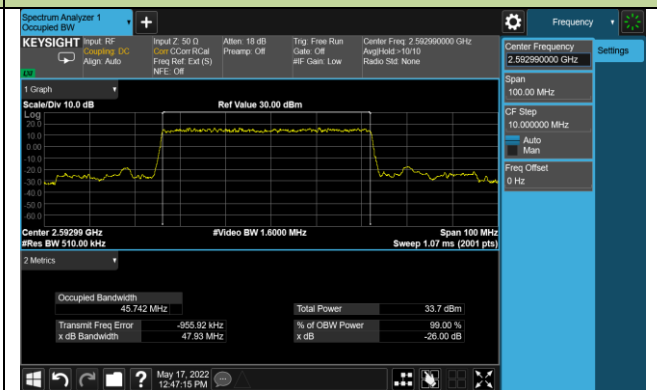 Spectrum Analyzer 1
Occupied BW
Frequency
KEYSIGHT
Input: RF
Coupling: DC
Align: Auto
Input Z: 50 Ω
Corr CCorr RCal
Freq Ref: Ext (S)
NFE: Off
Atten: 18 dB
Preamp: Off
Trig: Free Run
Gate: Off
#IF Gain: Low
Center Freq: 2.592990000 GHz
Avg|Hold:>10/10
Radio Std: None
Center Frequency
2.592990000 GHz
Settings
Span
100.00 MHz
CF Step
10.000000 MHz
Auto
Man
Freq Offset
0 Hz
1 Graph
Scale/Div 10.0 dB
Ref Value 30.00 dBm
Log
20.0
10.0
0.00
-10.0
-20.0
-30.0
-40.0
-50.0
-60.0
Center 2.59299 GHz
#Video BW 1.6000 MHz
Span 100 MHz
#Res BW 510.00 kHz
Sweep 1.07 ms (2001 pts)
2 Metrics
Occupied Bandwidth
45.742 MHz
Total Power
33.7 dBm
Transmit Freq Error
-955.92 kHz
% of OBW Power
99.00 %
x dB Bandwidth
47.93 MHz
x dB
-26.00 dB
May 17, 2022
12:47:15 PM